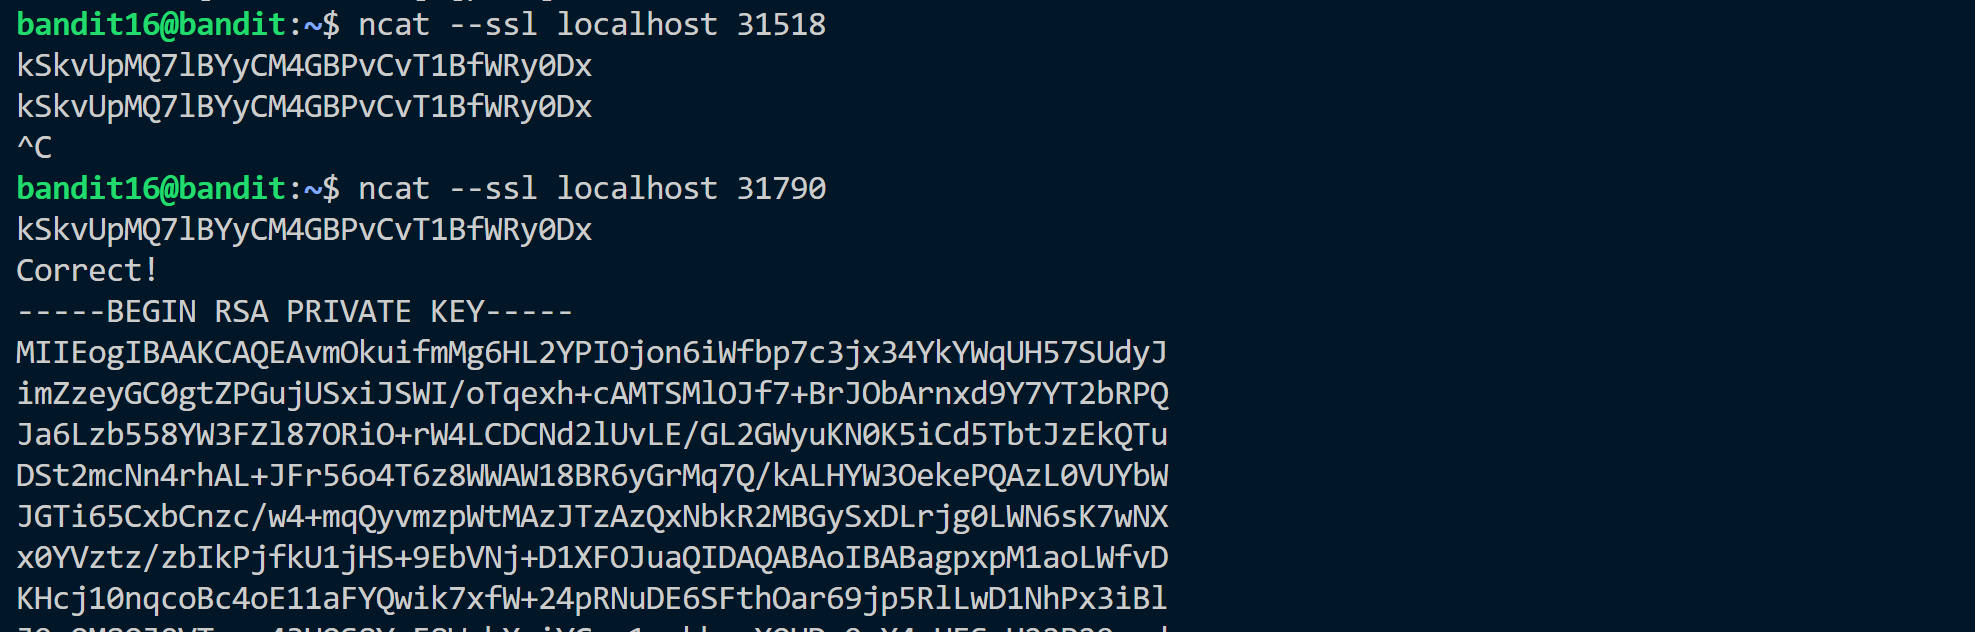 bandit16@bandit:~$ ncat --ssl localhost 31518
kSkvUpMQ7lBYyCM4GBPvCvT1BfWRy0Dx
kSkvUpMQ7lBYyCM4GBPvCvT1BfWRy0Dx
^C
bandit16@bandit:~$ ncat --ssl localhost 31790
kSkvUpMQ7lBYyCM4GBPvCvT1BfWRy0Dx
Correct!
-----BEGIN RSA PRIVATE KEY-----
MIIEogIBAAKCAQEAvmOkuifmMg6HL2YPIOjon6iWfbp7c3jx34YkYWqUH57SUdyJ
imZzeyGC0gtZPGujUSxiJSWI/oTqexh+cAMTSMlOJf7+BrJObArnxd9Y7YT2bRPQ
Ja6Lzb558YW3FZl87ORiO+rW4LCDCNd2lUvLE/GL2GWyuKN0K5iCd5TbtJzEkQTu
DSt2mcNn4rhAL+JFr56o4T6z8WWAW18BR6yGrMq7Q/kALHYW3OekePQAzL0VUYbW
JGTi65CxbCnzc/w4+mqQyvmzpWtMAzJTzAzQxNbkR2MBGySxDLrjg0LWN6sK7wNX
x0YVztz/zbIkPjfkU1jHS+9EbVNj+D1XFOJuaQIDAQABAoIBABagpxpM1aoLWfvD
KHcj10nqcoBc4oE11aFYQwik7xfW+24pRNuDE6SFthOar69jp5RlLwD1NhPx3iBl